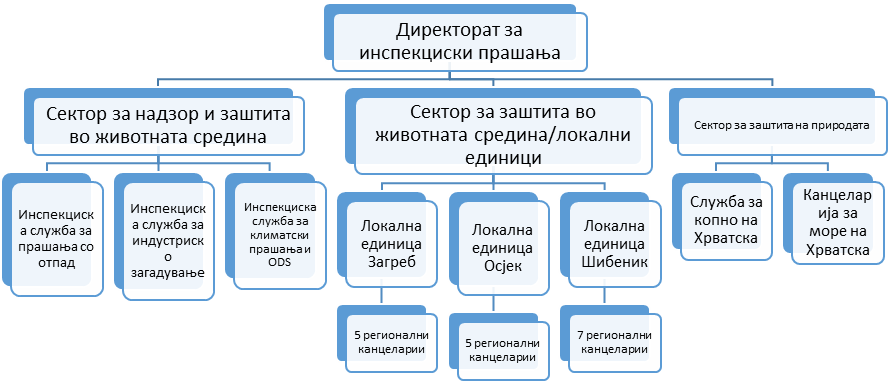 Директорат за
инспекциски прашања
Сектор за надзор и заштита
во животната средина
Сектор за заштита во
животната средина/локални
единици
Сектор за заштита на природата
Инспекциск
а служба за
прашања со
отпад
Инспекциск
а служба за
индустриск
о
загадување
Инспекциска
служба за
климатски
прашања и
ODS
Локална
единица
Загреб
Локална
единица
Осјек
Локална
единица
Шибеник
Служба за
копно на
Хрватска
Канцелар
ија за
море на
Хрватска
5 регионални
канцеларии
5 регионални
канцеларии
7 регионални
канцеларии